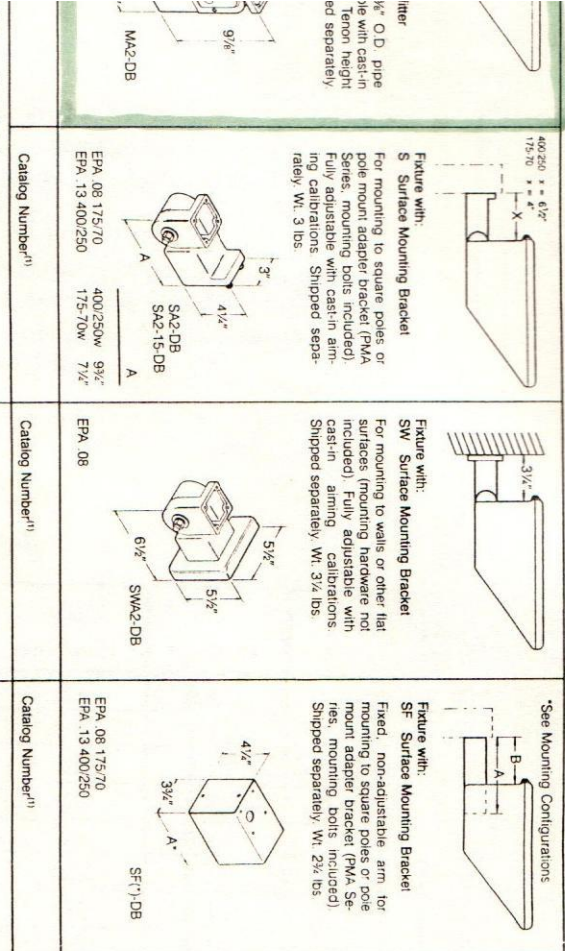 itter
⅜" O.D. pipe
le with cast-in
Tenon height
ed separately.
9⅞"
MA2-DB
400/250 x = 6½"
175-70 x = 4"
X
Fixture with:
S Surface Mounting Bracket
For mounting to square poles or
pole mount adapter bracket (PMA
Series, mounting bolts included).
Fully adjustable with cast-in aim-
ing calibrations Shipped sepa-
rately. Wt. 3 lbs.
3"
4¼"
A
SA2-DB
SA2-15-DB
A
EPA .08 175/70
EPA .13 400/250
400/250w 9¾"
175-70w 7¼"
Catalog Number(1)
3¼"
Fixture with:
SW Surface Mounting Bracket
For mounting to walls or other flat
surfaces (mounting hardware not
included). Fully adjustable with
cast-in aiming calibrations.
Shipped separately. Wt. 3¼ lbs.
5½"
5½"
6½"
SWA2-DB
EPA .08
Catalog Number(1)
*See Mounting Configurations
B
A
Fixture with:
SF Surface Mounting Bracket
Fixed, non-adjustable arm for
mounting to square poles or pole
mount adapter bracket (PMA Se-
ries, mounting bolts included)
Shipped separately. Wt. 2¾ lbs.
4¼"
3¾"
A*
SF(*)-DB
EPA .08 175/70
EPA .13 400/250
Catalog Number(1)